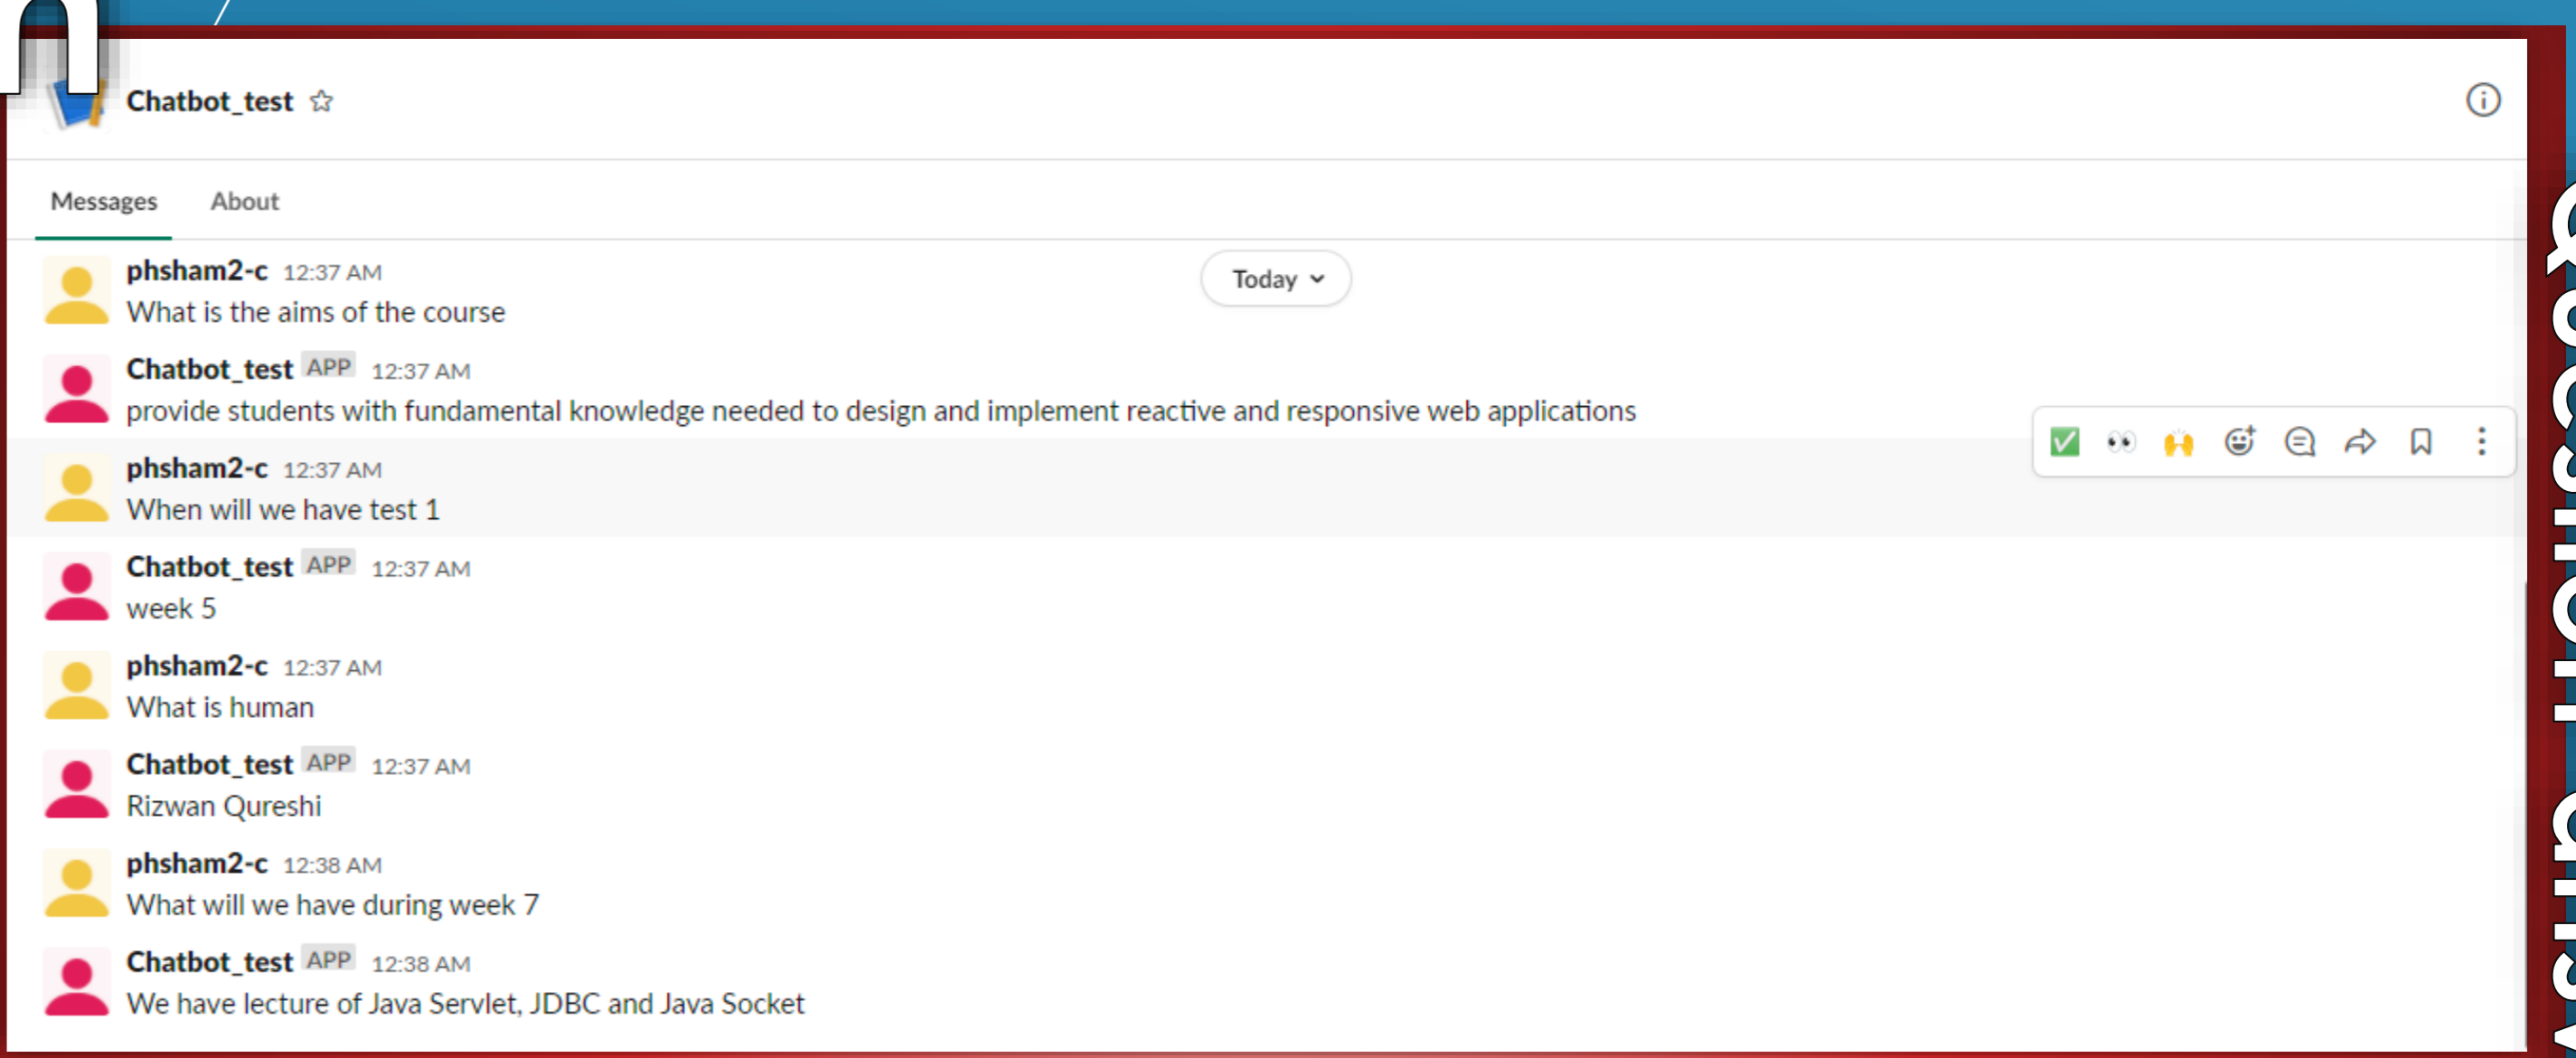 Chatbot_test
Messages About
Today
phsham2-c 12:37 AM
What is the aims of the course
Chatbot_test APP 12:37 AM
provide students with fundamental knowledge needed to design and implement reactive and responsive web applications
phsham2-c 12:37 AM
When will we have test 1
Chatbot_test APP 12:37 AM
week 5
phsham2-c 12:37 AM
What is human
Chatbot_test APP 12:37 AM
Rizwan Qureshi
phsham2-c 12:38 AM
What will we have during week 7
Chatbot_test APP 12:38 AM
We have lecture of Java Servlet, JDBC and Java Socket